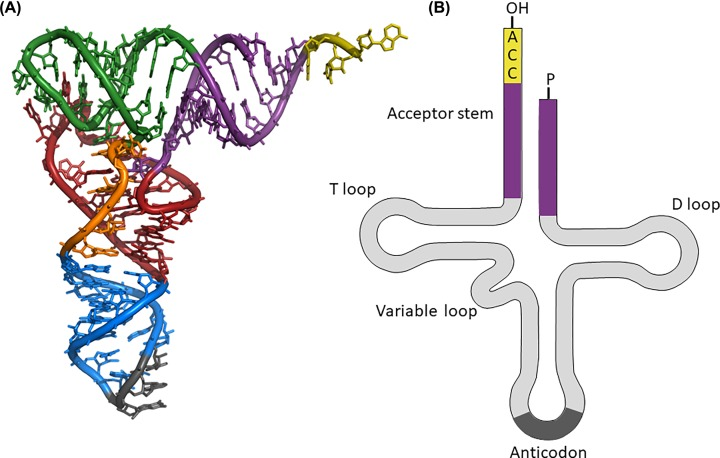 (A)
(B)
OH
A
C
C
P
Acceptor stem
T loop
D loop
Variable loop
Anticodon